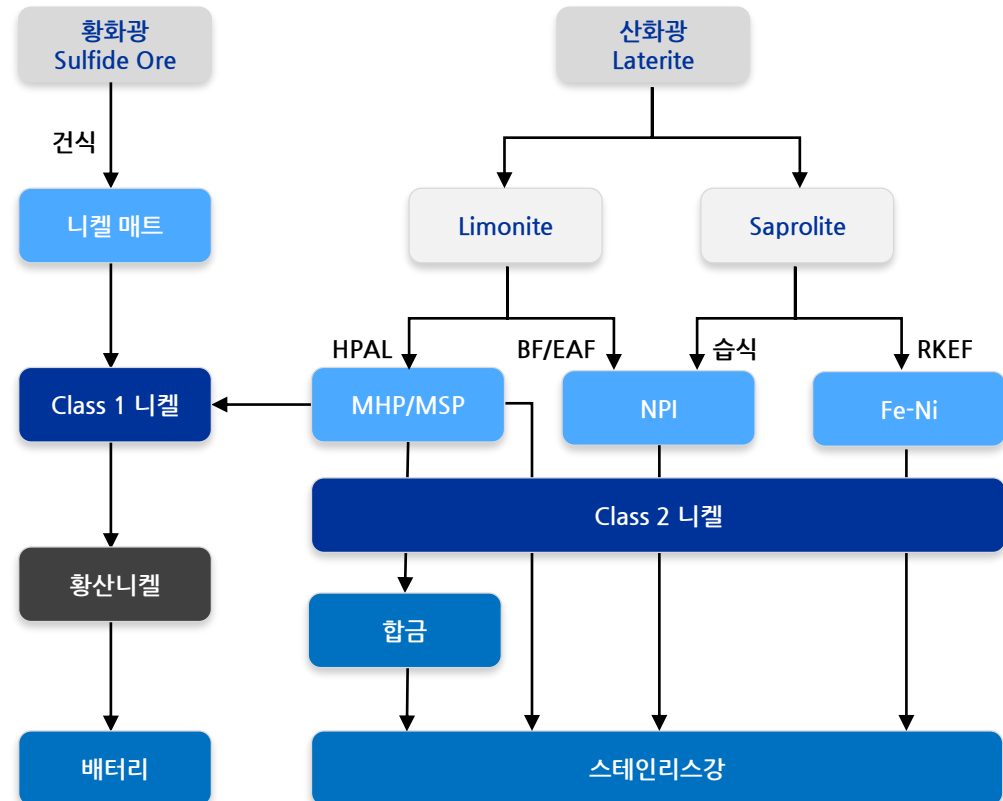 황화광
Sulfide Ore
산화광
Laterite
건식
니켈 매트
Limonite
Saprolite
HPAL
BF/EAF
습식
RKEF
Class 1 니켈
MHP/MSP
NPI
Fe-Ni
Class 2 니켈
황산니켈
합금
배터리
스테인리스강